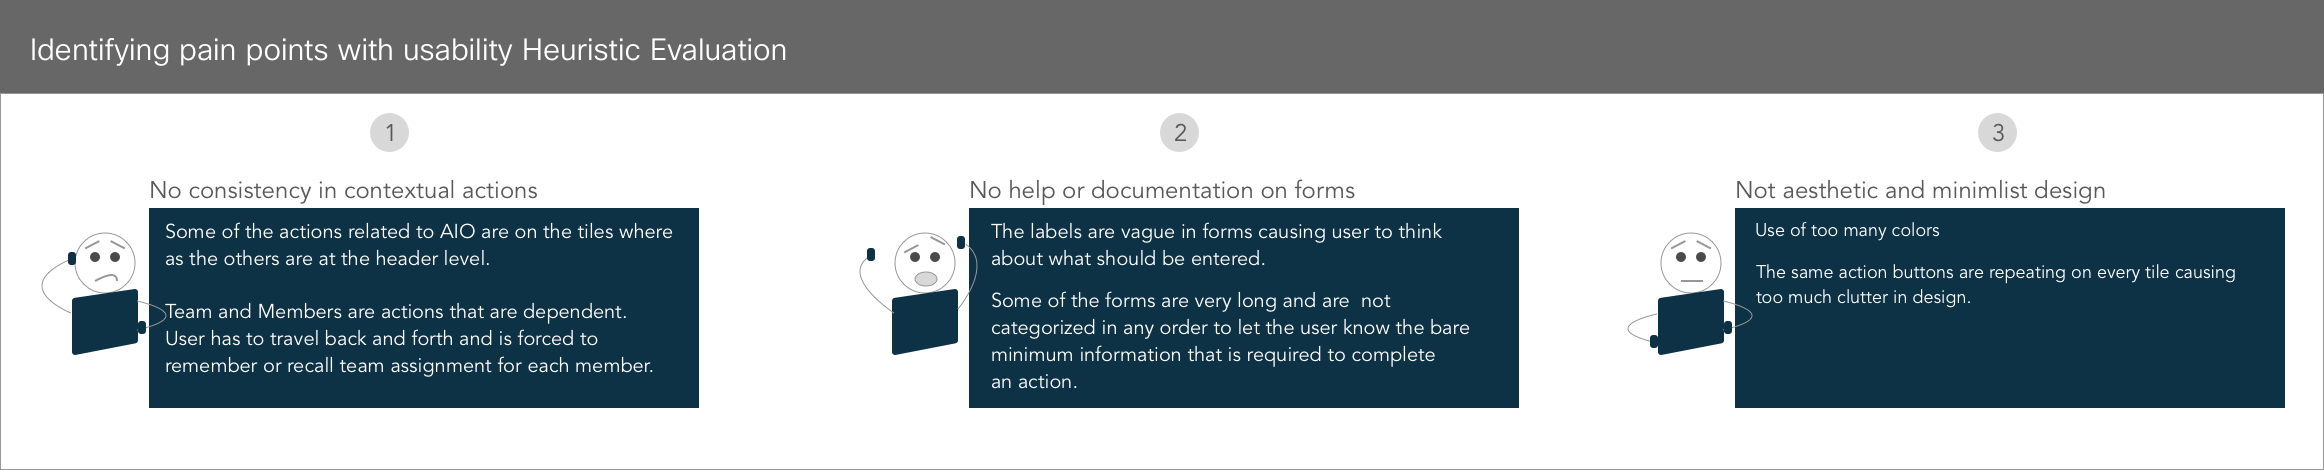 Identifying pain points with usability Heuristic Evaluation
1
No consistency in contextual actions
Some of the actions related to AIO are on the tiles where
as the others are at the header level.
Team and Members are actions that are dependent.
User has to travel back and forth and is forced to
remember or recall team assignment for each member.
2
No help or documentation on forms
The labels are vague in forms causing user to think
about what should be entered.
Some of the forms are very long and are  not
categorized in any order to let the user know the bare
minimum information that is required to complete
an action.
3
Not aesthetic and minimlist design
Use of too many colors
The same action buttons are repeating on every tile causing
too much clutter in design.